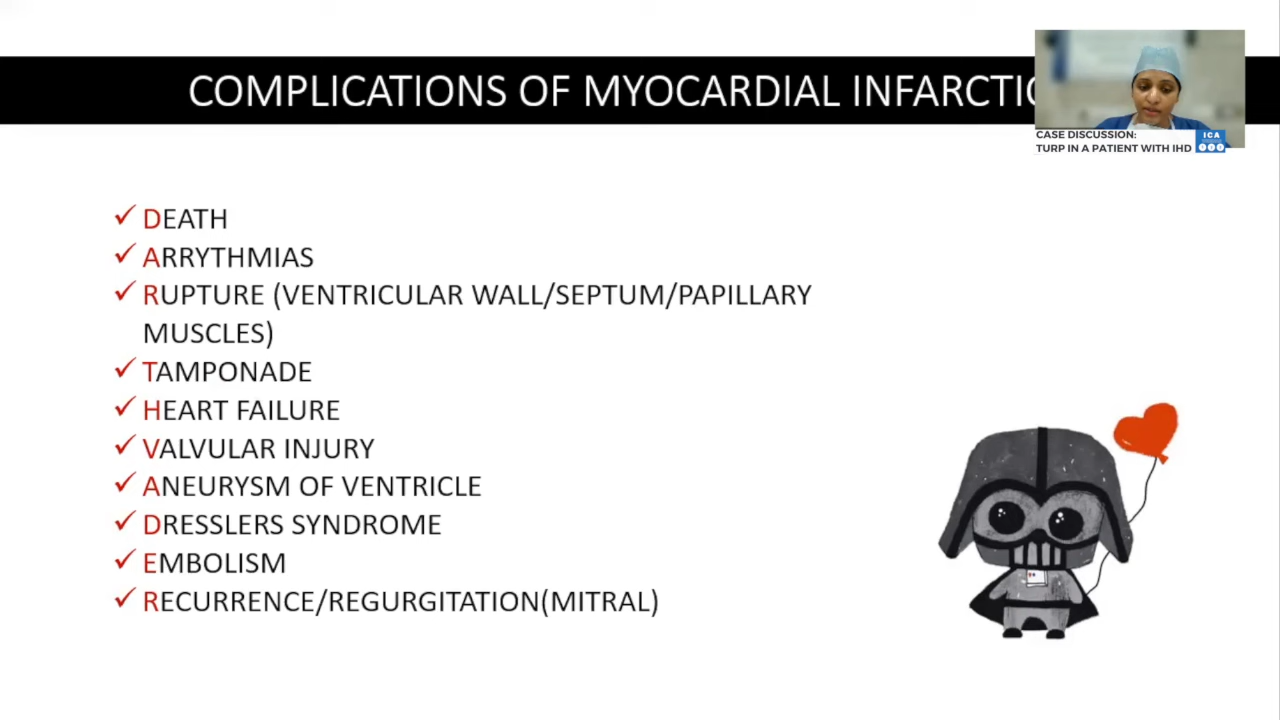 COMPLICATIONS OF MYOCARDIAL INFARCTIO
ICA
CASE DISCUSSION:
TURP IN A PATIENT WITH IHD
✓ DEATH
✓ ARRYTHMIAS
✓ RUPTURE (VENTRICULAR WALL/SEPTUM/PAPILLARY
MUSCLES)
✓ TAMPONADE
✓ HEART FAILURE
✓ VALVULAR INJURY
✓ ANEURYSM OF VENTRICLE
✓ DRESSLERS SYNDROME
✓ EMBOLISM
✓ RECURRENCE/REGURGITATION(MITRAL)